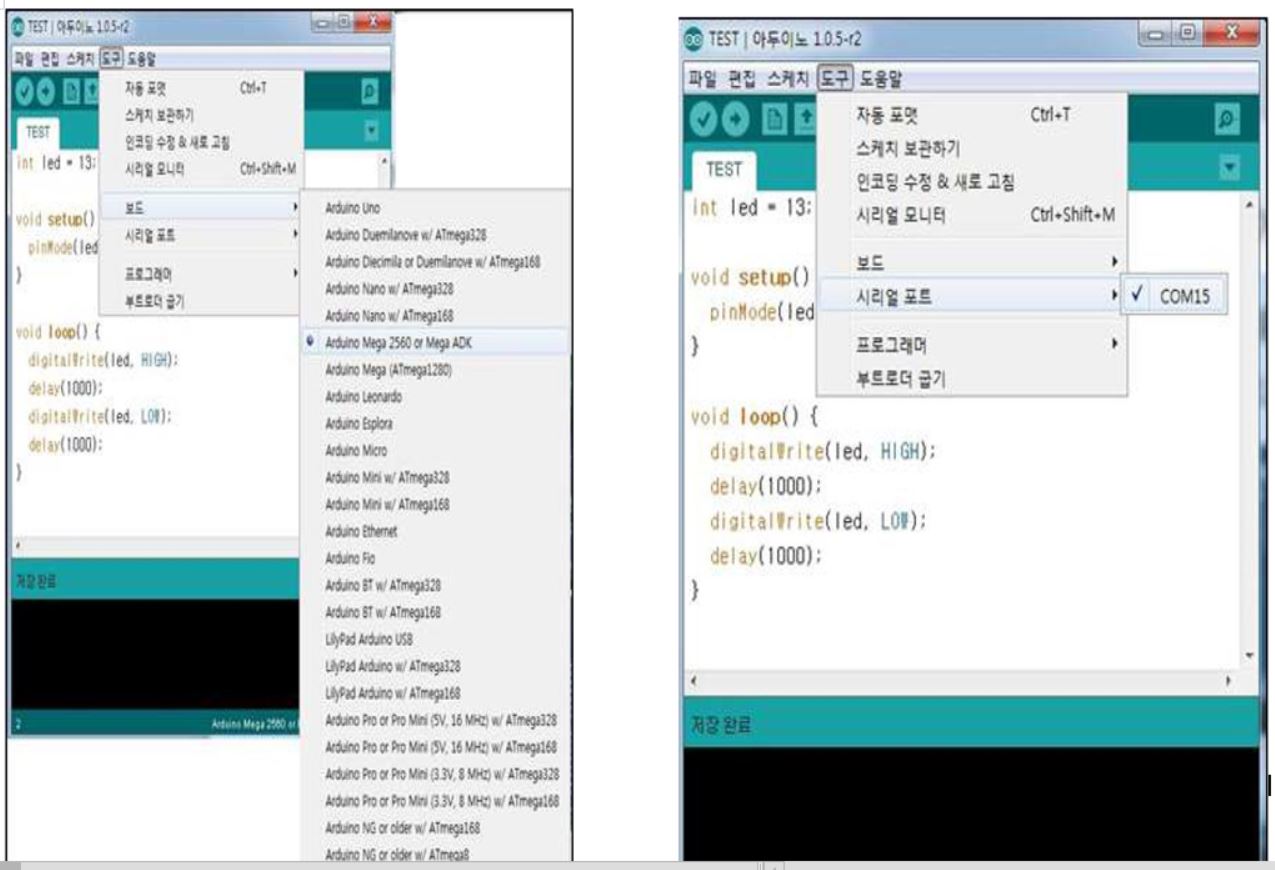 TEST | 아두이노 1.0.5-r2
파일 편집 스케치 도구 도움말
자동 포맷 Ctrl+T
스케치 보관하기
인코딩 수정 & 새로 고침
시리얼 모니터 Ctrl+Shift+M
보드
시리얼 포트
프로그래머
부트로더 굽기
TEST
int led = 13;
void setup()
pinMode(led
}
void loop() {
digitalWrite(led, HIGH);
delay(1000);
digitalWrite(led, LOW);
delay(1000);
}
저장 완료
2 Arduino Mega 2560 or
Arduino Uno
Arduino Duemilanove w/ ATmega328
Arduino Diecimila or Duemilanove w/ ATmega168
Arduino Nano w/ ATmega328
Arduino Nano w/ ATmega168
Arduino Mega 2560 or Mega ADK
Arduino Mega (ATmega1280)
Arduino Leonardo
Arduino Esplora
Arduino Micro
Arduino Mini w/ ATmega328
Arduino Mini w/ ATmega168
Arduino Ethernet
Arduino Fio
Arduino BT w/ ATmega328
Arduino BT w/ ATmega168
LilyPad Arduino USB
LilyPad Arduino w/ ATmega328
LilyPad Arduino w/ ATmega168
Arduino Pro or Pro Mini (5V, 16 MHz) w/ ATmega328
Arduino Pro or Pro Mini (5V, 16 MHz) w/ ATmega168
Arduino Pro or Pro Mini (3.3V, 8 MHz) w/ ATmega328
Arduino Pro or Pro Mini (3.3V, 8 MHz) w/ ATmega168
Arduino NG or older w/ ATmega168
Arduino NG or older w/ ATmega8
TEST | 아두이노 1.0.5-r2
파일 편집 스케치 도구 도움말
자동 포맷 Ctrl+T
스케치 보관하기
인코딩 수정 & 새로 고침
시리얼 모니터 Ctrl+Shift+M
보드
시리얼 포트
COM15
프로그래머
부트로더 굽기
TEST
int led = 13;
void setup()
pinMode(led
}
void loop() {
digitalWrite(led, HIGH);
delay(1000);
digitalWrite(led, LOW);
delay(1000);
}
저장 완료